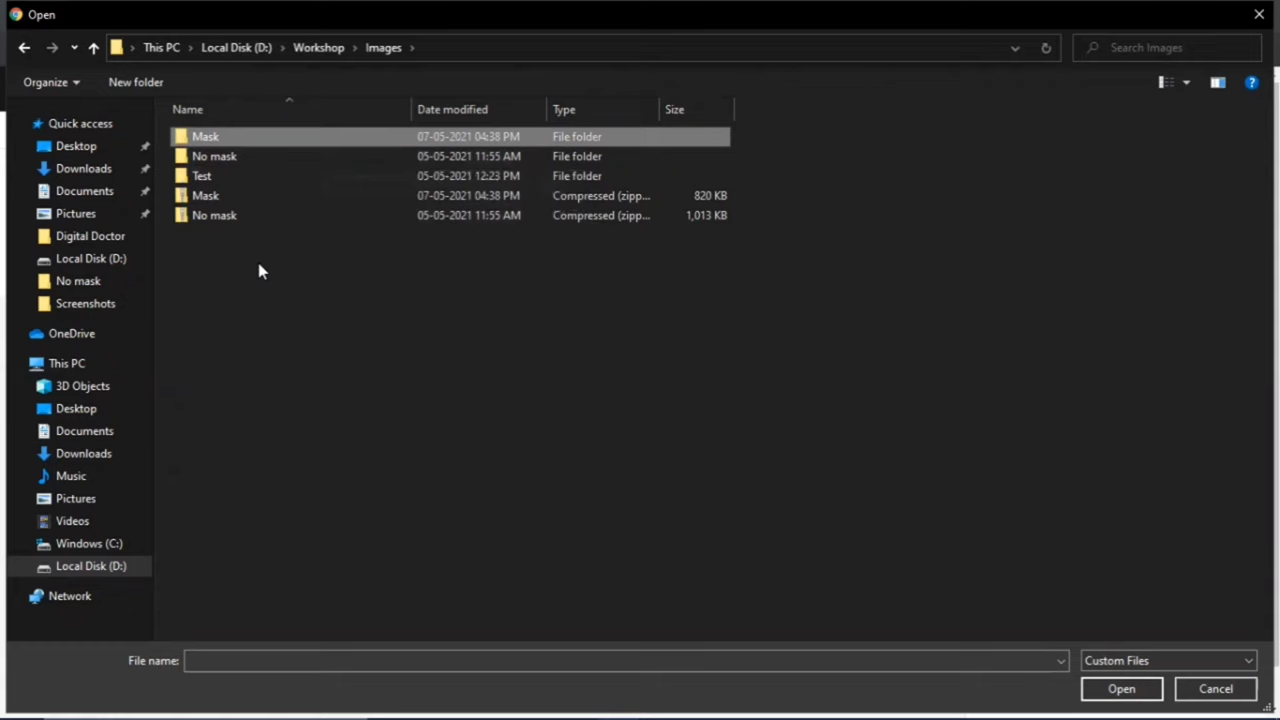 Open
This PC Local Disk (D:) Workshop Images
Search Images
Organize New folder
Name Date modified Type Size
Quick access
Desktop
Downloads
Documents
Pictures
Digital Doctor
Local Disk (D:)
No mask
Screenshots
OneDrive
This PC
3D Objects
Desktop
Documents
Downloads
Music
Pictures
Videos
Windows (C:)
Local Disk (D:)
Network
Mask 07-05-2021 04:38 PM File folder
No mask 05-05-2021 11:55 AM File folder
Test 05-05-2021 12:23 PM File folder
Mask 07-05-2021 04:38 PM Compressed (zipp... 820 KB
No mask 05-05-2021 11:55 AM Compressed (zipp... 1,013 KB
File name: Custom Files
Open Cancel